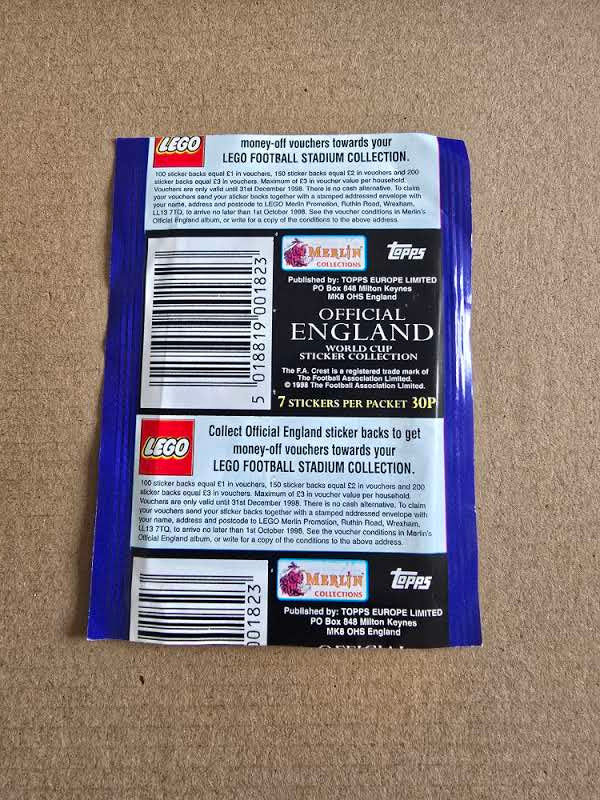 LEGO
money-off vouchers towards your
LEGO FOOTBALL STADIUM COLLECTION.
100 sticker backs equal £1 in vouchers, 150 sticker backs equal £2 in vouchers and 200
sticker backs equal £3 in vouchers. Maximum of £3 in voucher value per household.
Vouchers are only valid until 31st December 1998. There is no cash alternative. To claim
your vouchers send your sticker backs together with a stamped addressed envelope with
your name, address and postcode to LEGO Merlin Promotion, Ruthin Road, Wrexham,
LL13 7TQ, to arrive no later than 1st October 1998. See the voucher conditions in Merlin's
Official England album, or write for a copy of the conditions to the above address.
5 018819 001823
MERLIN
COLLECTIONS
Topps
Published by: TOPPS EUROPE LIMITED
PO Box 848 Milton Keynes
MK8 OHS England
OFFICIAL
ENGLAND
WORLD CUP
STICKER COLLECTION
The F.A. Crest is a registered trade mark of
The Football Association Limited.
© 1998 The Football Association Limited.
7 STICKERS PER PACKET 30P
LEGO
Collect Official England sticker backs to get
money-off vouchers towards your
LEGO FOOTBALL STADIUM COLLECTION.
100 sticker backs equal £1 in vouchers, 150 sticker backs equal £2 in vouchers and 200
sticker backs equal £3 in vouchers. Maximum of £3 in voucher value per household.
Vouchers are only valid until 31st December 1998. There is no cash alternative. To claim
your vouchers send your sticker backs together with a stamped addressed envelope with
your name, address and postcode to LEGO Merlin Promotion, Ruthin Road, Wrexham,
LL13 7TQ, to arrive no later than 1st October 1998. See the voucher conditions in Merlin's
Official England album, or write for a copy of the conditions to the above address.
001823
MERLIN
COLLECTIONS
Topps
Published by: TOPPS EUROPE LIMITED
PO Box 848 Milton Keynes
MK8 OHS England
OFFICIAL